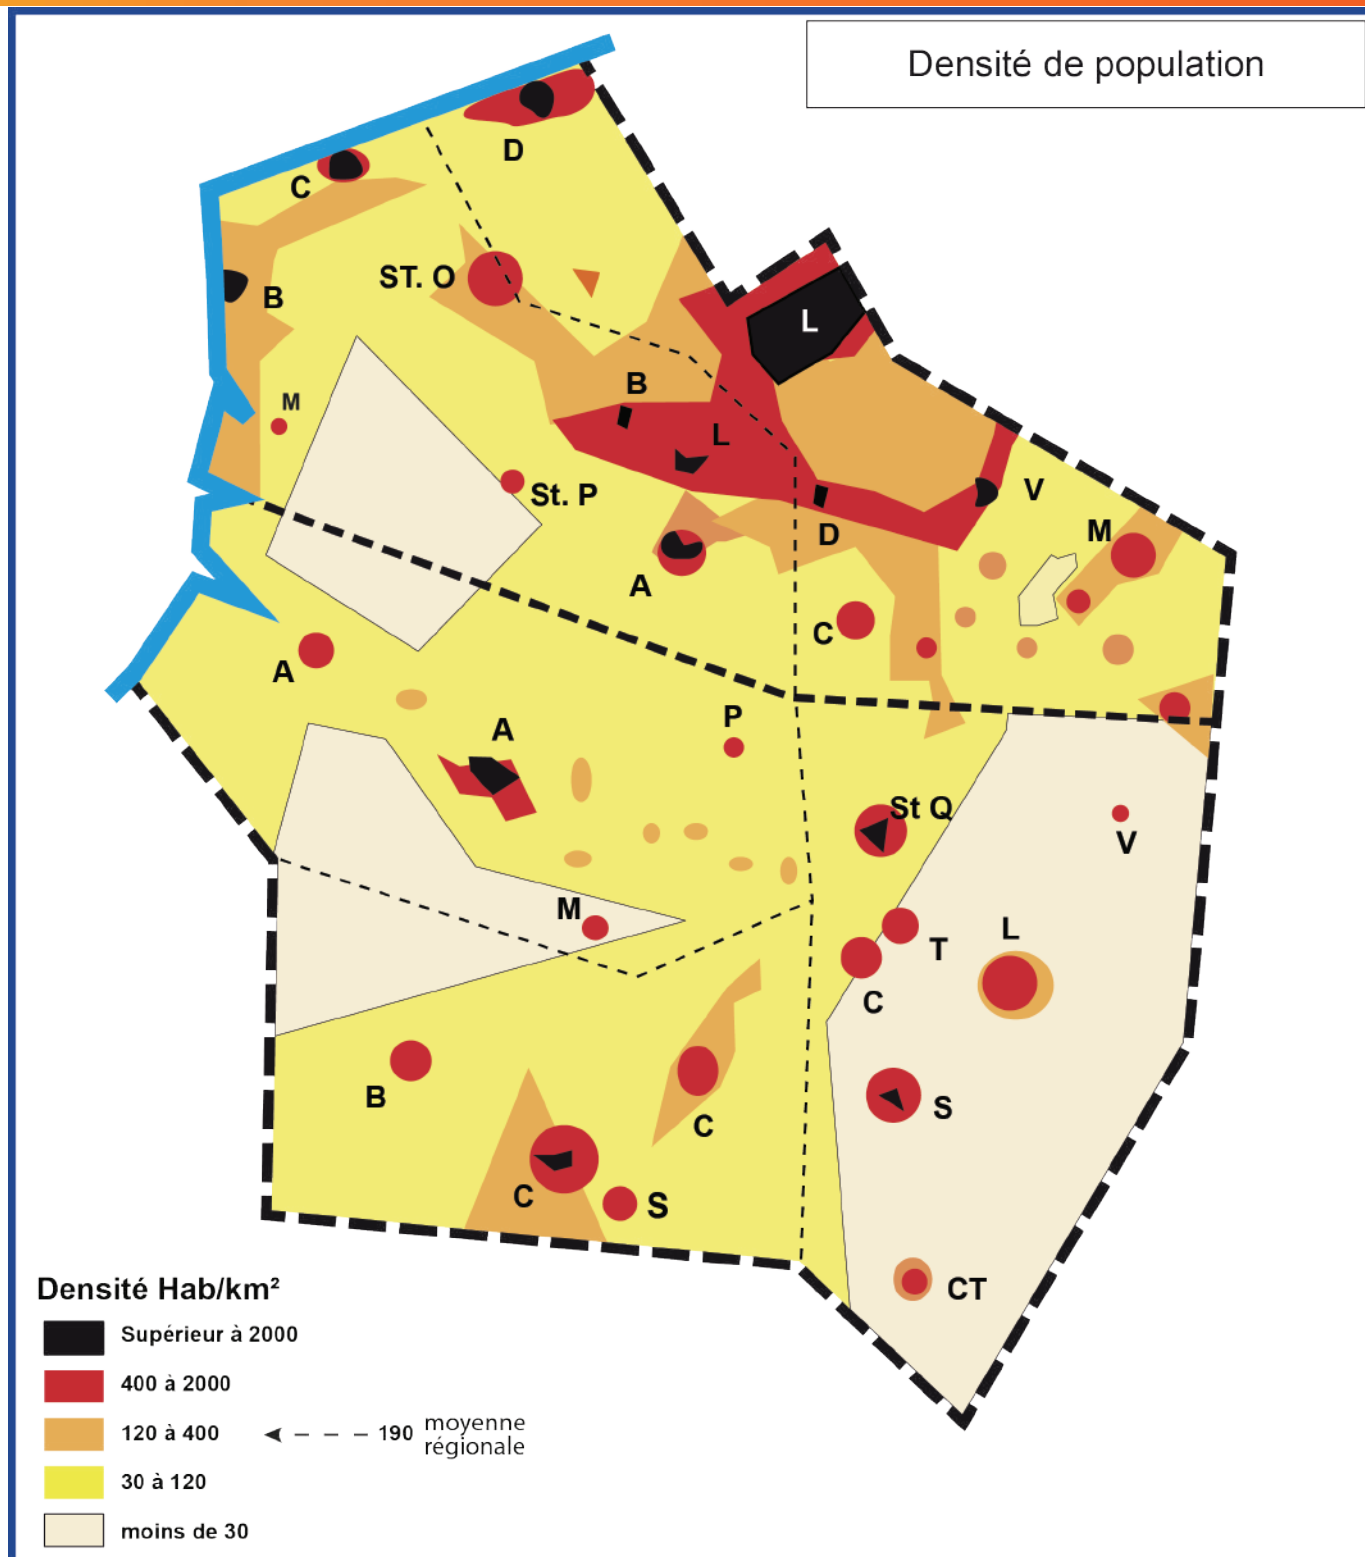 Densité de population
D
C
ST. O
B
L
B
M
L
St. P
V
D
M
A
C
A
P
A
St Q
V
M
L
T
C
B
S
C
C
S
CT
Densité Hab/km²
Supérieur à 2000
400 à 2000
120 à 400 190 moyenne régionale
30 à 120
moins de 30